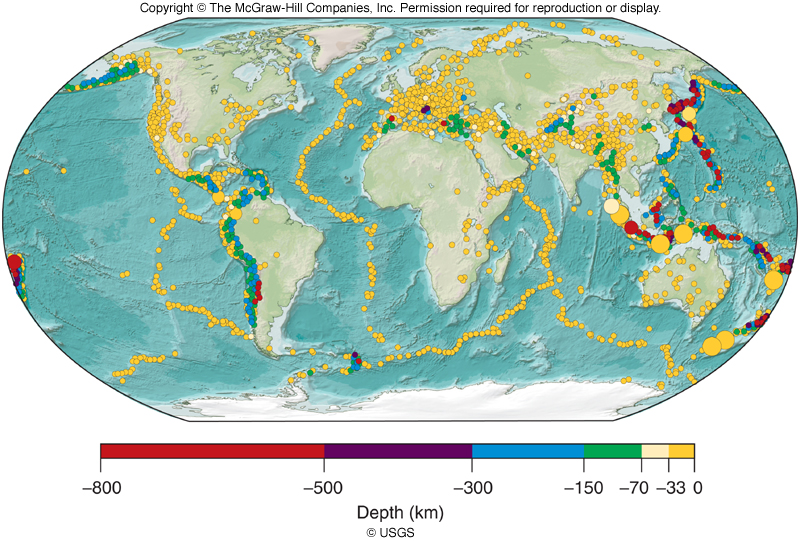 Copyright © The McGraw-Hill Companies, Inc. Permission required for reproduction or display.
–800 –500 –300 –150 –70 –33 0
Depth (km)
© USGS